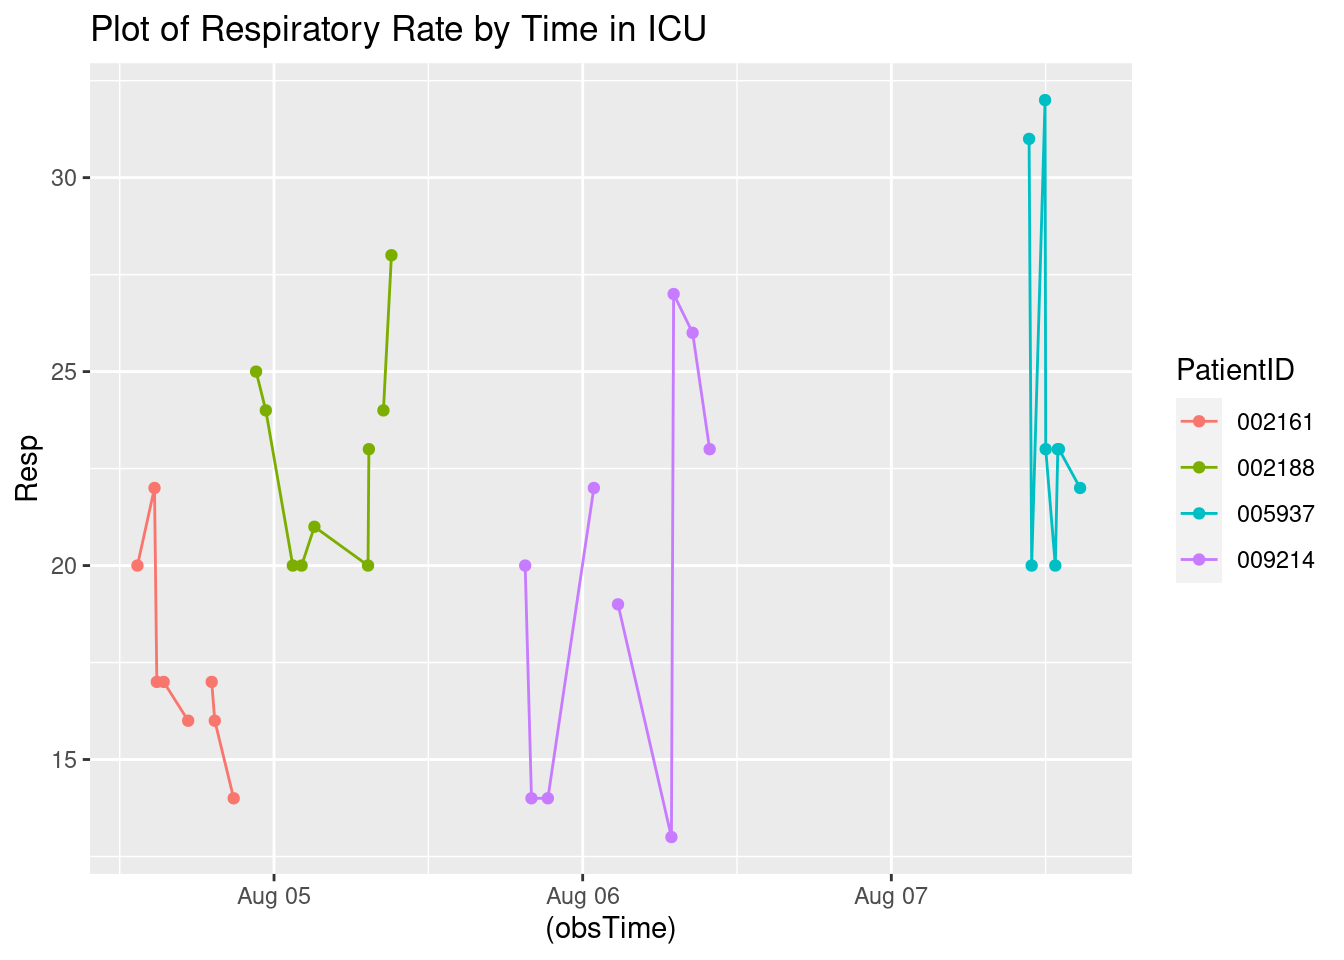 Plot of Respiratory Rate by Time in ICU
Resp
30
25
20
15
Aug 05
Aug 06
Aug 07
(obsTime)
PatientID
002161
002188
005937
009214